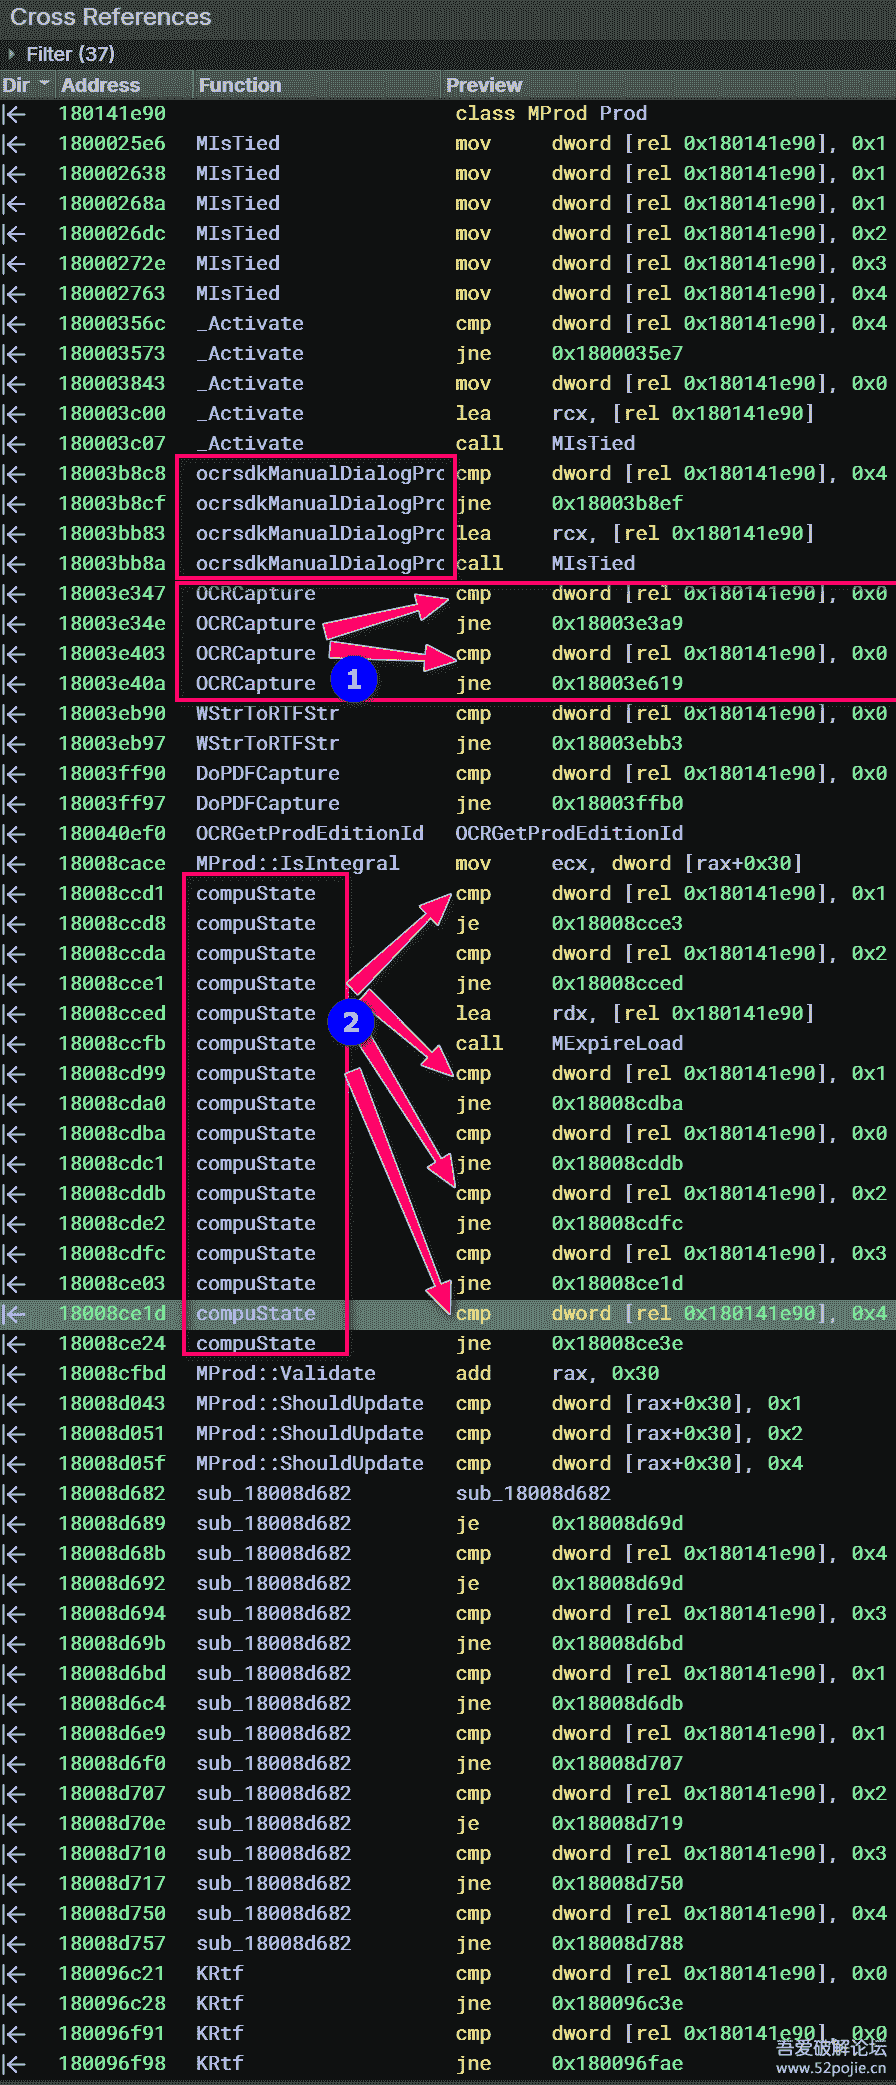 Cross References
Filter (37)
Dir Address Function Preview
180141e90 class MProd Prod
1800025e6 MIsTied mov dword [rel 0x180141e90], 0x1
180002638 MIsTied mov dword [rel 0x180141e90], 0x1
18000268a MIsTied mov dword [rel 0x180141e90], 0x1
1800026dc MIsTied mov dword [rel 0x180141e90], 0x2
18000272e MIsTied mov dword [rel 0x180141e90], 0x3
180002763 MIsTied mov dword [rel 0x180141e90], 0x4
18000356c _Activate cmp dword [rel 0x180141e90], 0x4
180003573 _Activate jne 0x1800035e7
180003843 _Activate mov dword [rel 0x180141e90], 0x0
180003c00 _Activate lea rcx, [rel 0x180141e90]
180003c07 _Activate call MIsTied
18003b8c8 ocrsdkManualDialogPrc cmp dword [rel 0x180141e90], 0x4
18003b8cf ocrsdkManualDialogPrc jne 0x18003b8ef
18003bb83 ocrsdkManualDialogPrc lea rcx, [rel 0x180141e90]
18003bb8a ocrsdkManualDialogPrc call MIsTied
18003e347 OCRCapture cmp dword [rel 0x180141e90], 0x0
18003e34e OCRCapture jne 0x18003e3a9
18003e403 OCRCapture cmp dword [rel 0x180141e90], 0x0
18003e40a OCRCapture 1 jne 0x18003e619
18003eb90 WStrToRTFStr cmp dword [rel 0x180141e90], 0x0
18003eb97 WStrToRTFStr jne 0x18003ebb3
18003ff90 DoPDFCapture cmp dword [rel 0x180141e90], 0x0
18003ff97 DoPDFCapture jne 0x18003ffb0
180040ef0 OCRGetProdEditionId OCRGetProdEditionId
18008cace MProd::IsIntegral mov ecx, dword [rax+0x30]
18008ccd1 compuState cmp dword [rel 0x180141e90], 0x1
18008ccd8 compuState je 0x18008cce3
18008ccda compuState cmp dword [rel 0x180141e90], 0x2
18008cce1 compuState jne 0x18008cced
18008cced compuState 2 lea rdx, [rel 0x180141e90]
18008ccfb compuState call MExpireLoad
18008cd99 compuState cmp dword [rel 0x180141e90], 0x1
18008cda0 compuState jne 0x18008cdba
18008cdba compuState cmp dword [rel 0x180141e90], 0x0
18008cdc1 compuState jne 0x18008cddb
18008cddb compuState cmp dword [rel 0x180141e90], 0x2
18008cde2 compuState jne 0x18008cdfc
18008cdfc compuState cmp dword [rel 0x180141e90], 0x3
18008ce03 compuState jne 0x18008ce1d
18008ce1d compuState cmp dword [rel 0x180141e90], 0x4
18008ce24 compuState jne 0x18008ce3e
18008cfbd MProd::Validate add rax, 0x30
18008d043 MProd::ShouldUpdate cmp dword [rax+0x30], 0x1
18008d051 MProd::ShouldUpdate cmp dword [rax+0x30], 0x2
18008d05f MProd::ShouldUpdate cmp dword [rax+0x30], 0x4
18008d682 sub_18008d682 sub_18008d682
18008d689 sub_18008d682 je 0x18008d69d
18008d68b sub_18008d682 cmp dword [rel 0x180141e90], 0x4
18008d692 sub_18008d682 je 0x18008d69d
18008d694 sub_18008d682 cmp dword [rel 0x180141e90], 0x3
18008d69b sub_18008d682 jne 0x18008d6bd
18008d6bd sub_18008d682 cmp dword [rel 0x180141e90], 0x1
18008d6c4 sub_18008d682 jne 0x18008d6db
18008d6e9 sub_18008d682 cmp dword [rel 0x180141e90], 0x1
18008d6f0 sub_18008d682 jne 0x18008d707
18008d707 sub_18008d682 cmp dword [rel 0x180141e90], 0x2
18008d70e sub_18008d682 je 0x18008d719
18008d710 sub_18008d682 cmp dword [rel 0x180141e90], 0x3
18008d717 sub_18008d682 jne 0x18008d750
18008d750 sub_18008d682 cmp dword [rel 0x180141e90], 0x4
18008d757 sub_18008d682 jne 0x18008d788
180096c21 KRtf cmp dword [rel 0x180141e90], 0x0
180096c28 KRtf jne 0x180096c3e
180096f91 KRtf cmp dword [rel 0x180141e90], 0x0
180096f98 KRtf jne 0x180096fae
吾爱破解论坛
www.52pojie.cn